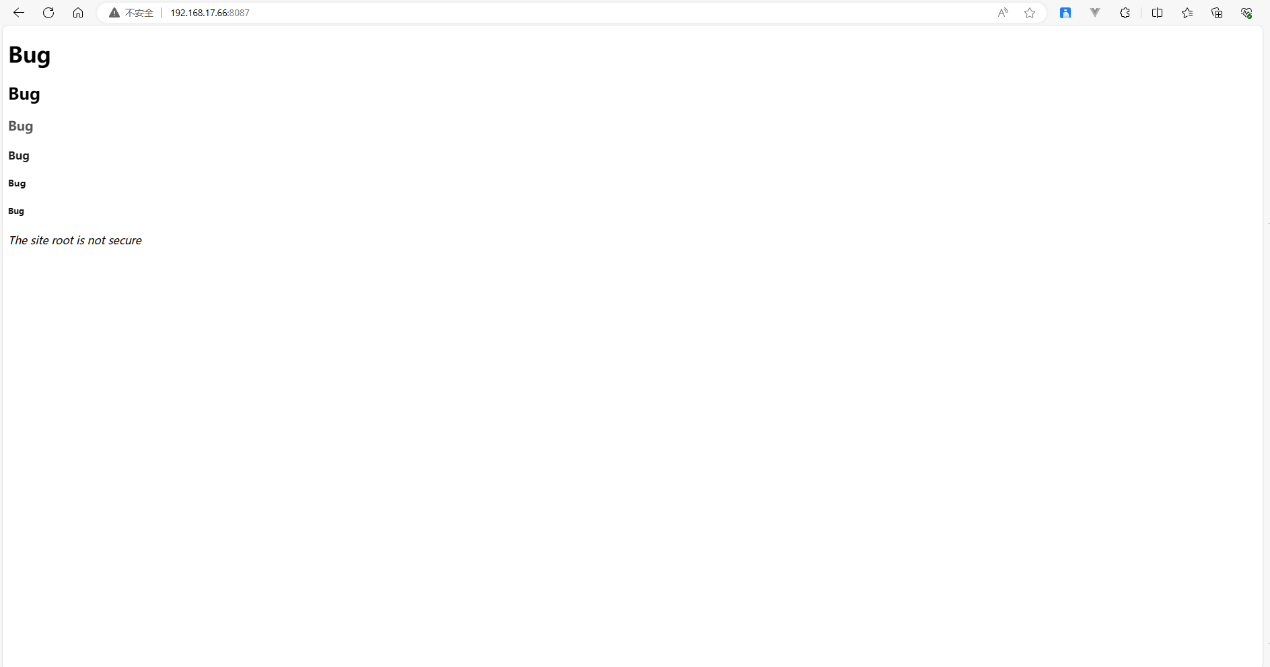 不安全 192.168.17.66:8087
Bug
Bug
Bug
Bug
Bug
Bug
The site root is not secure